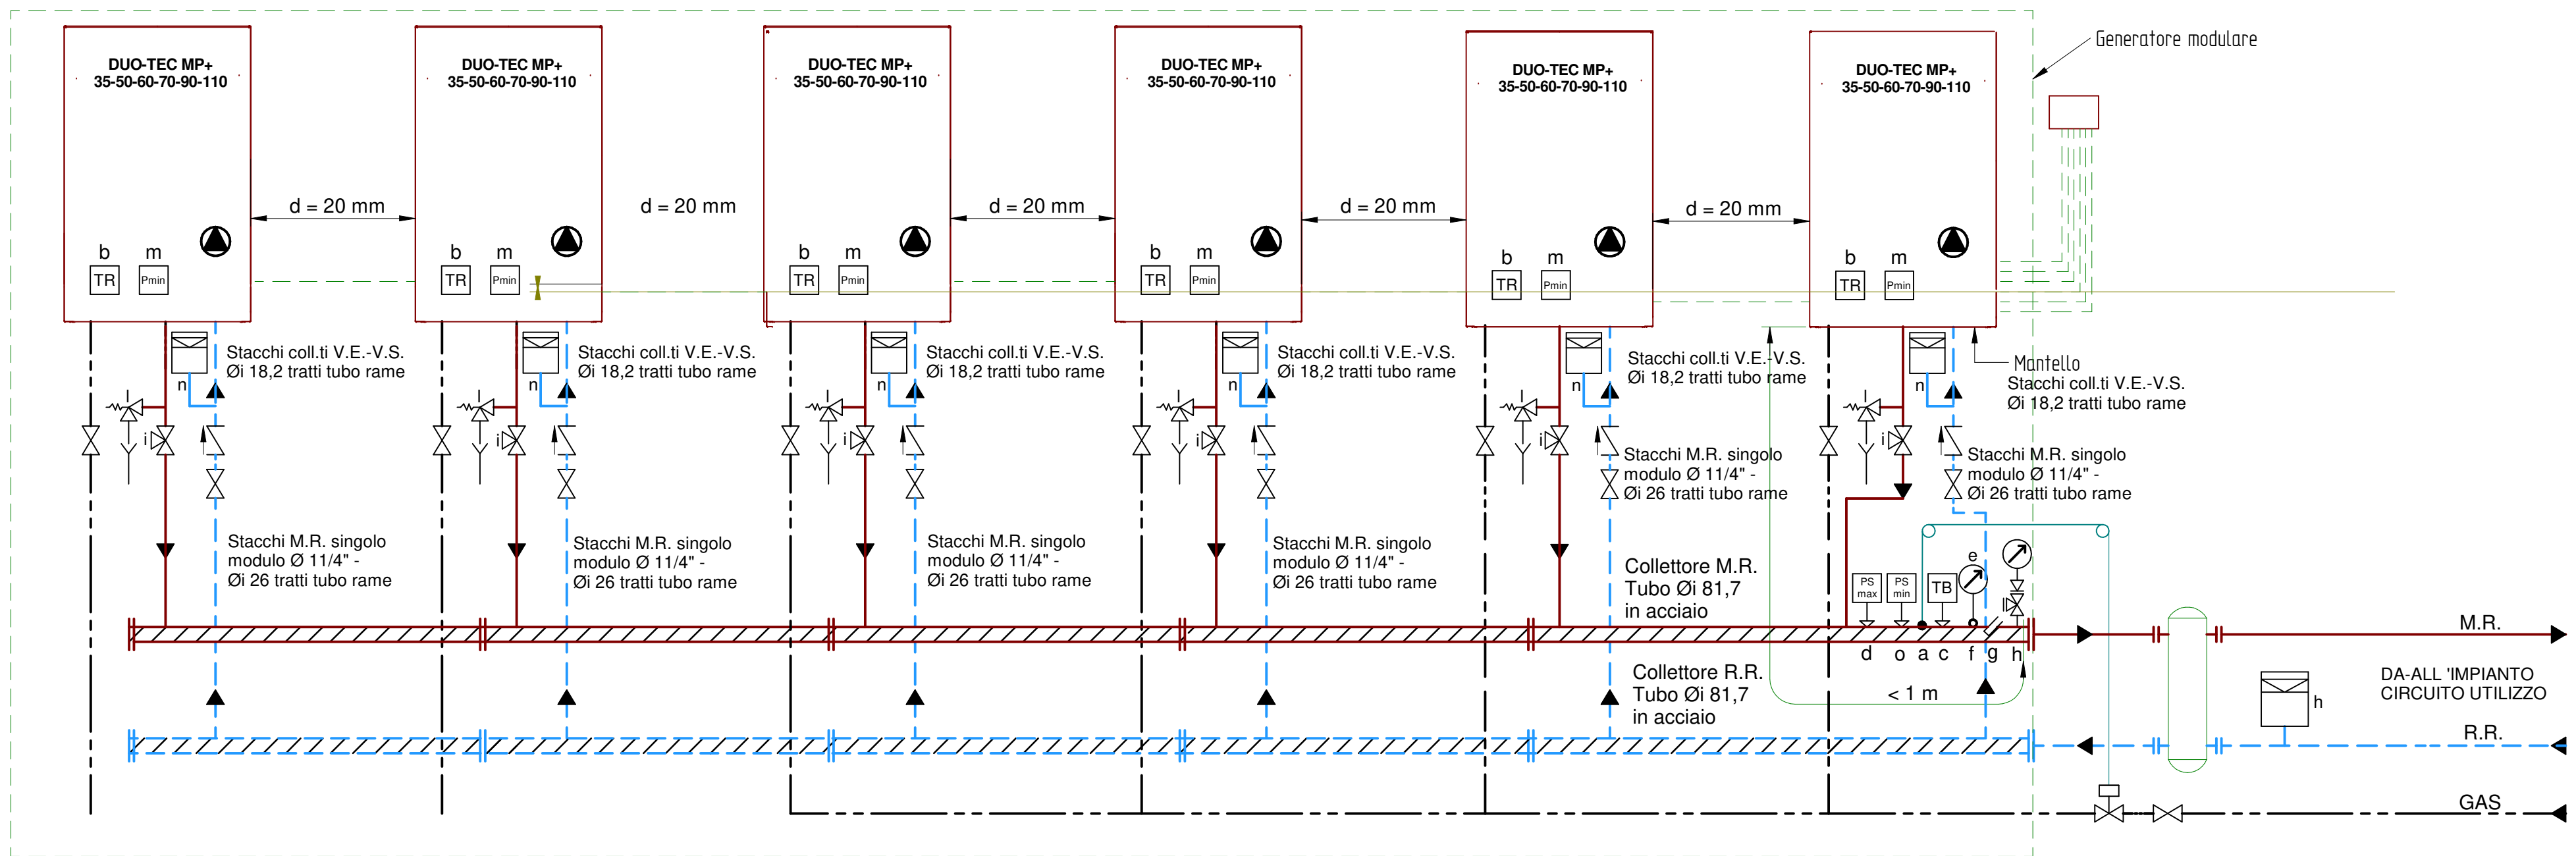 Generatore modulare
DUO-TEC MP+
35-50-60-70-90-110
DUO-TEC MP+
35-50-60-70-90-110
DUO-TEC MP+
35-50-60-70-90-110
DUO-TEC MP+
35-50-60-70-90-110
DUO-TEC MP+
35-50-60-70-90-110
DUO-TEC MP+
35-50-60-70-90-110
d = 20 mm
d = 20 mm
d = 20 mm
d = 20 mm
d = 20 mm
b m
TR Pmin
b m
TR Pmin
b m
TR Pmin
b m
TR Pmin
b m
TR Pmin
b m
TR Pmin
n
Stacchi coll.ti V.E.-V.S.
Øi 18,2 tratti tubo rame
n
Stacchi coll.ti V.E.-V.S.
Øi 18,2 tratti tubo rame
n
Stacchi coll.ti V.E.-V.S.
Øi 18,2 tratti tubo rame
n
Stacchi coll.ti V.E.-V.S.
Øi 18,2 tratti tubo rame
n
Stacchi coll.ti V.E.-V.S.
Øi 18,2 tratti tubo rame
n
Mantello
Stacchi coll.ti V.E.-V.S.
Øi 18,2 tratti tubo rame
l
i
l
i
l
i
l
i
l
i
l
i
Stacchi M.R. singolo
modulo Ø 11/4" -
Øi 26 tratti tubo rame
Stacchi M.R. singolo
modulo Ø 11/4" -
Øi 26 tratti tubo rame
Stacchi M.R. singolo
modulo Ø 11/4" -
Øi 26 tratti tubo rame
Stacchi M.R. singolo
modulo Ø 11/4" -
Øi 26 tratti tubo rame
Stacchi M.R. singolo
modulo Ø 11/4" -
Øi 26 tratti tubo rame
Stacchi M.R. singolo
modulo Ø 11/4" -
Øi 26 tratti tubo rame
Collettore M.R.
Tubo Øi 81,7
in acciaio
e
PS
max
PS
min
TB
d o a c f g h
M.R.
Collettore R.R.
Tubo Øi 81,7
in acciaio
< 1 m
h
DA-ALL 'IMPIANTO
CIRCUITO UTILIZZO
R.R.
GAS